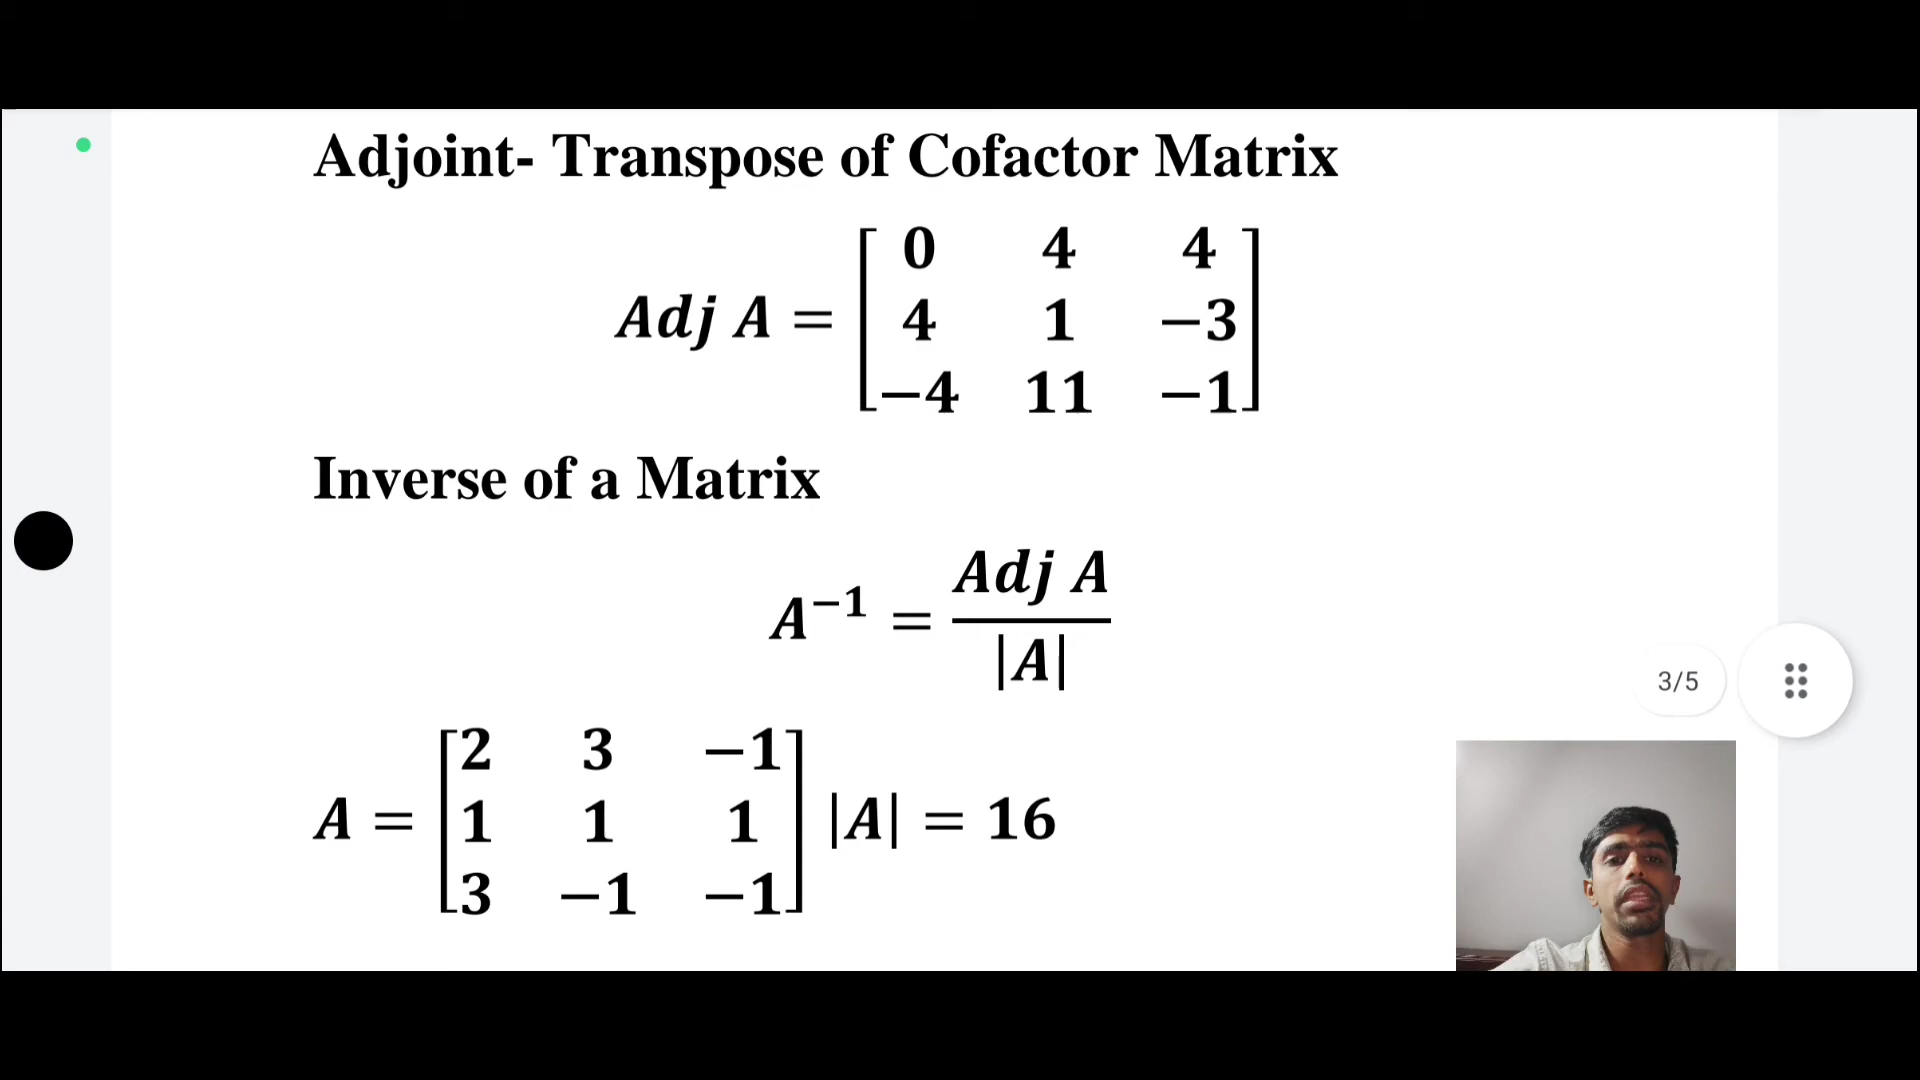 Adjoint- Transpose of Cofactor Matrix
0 4 4
Adj A = 4 1 −3
−4 11 −1
Inverse of a Matrix
A⁻¹ = Adj A / |A|
2 3 −1
A = 1 1 1 |A| = 16
3 −1 −1
3/5